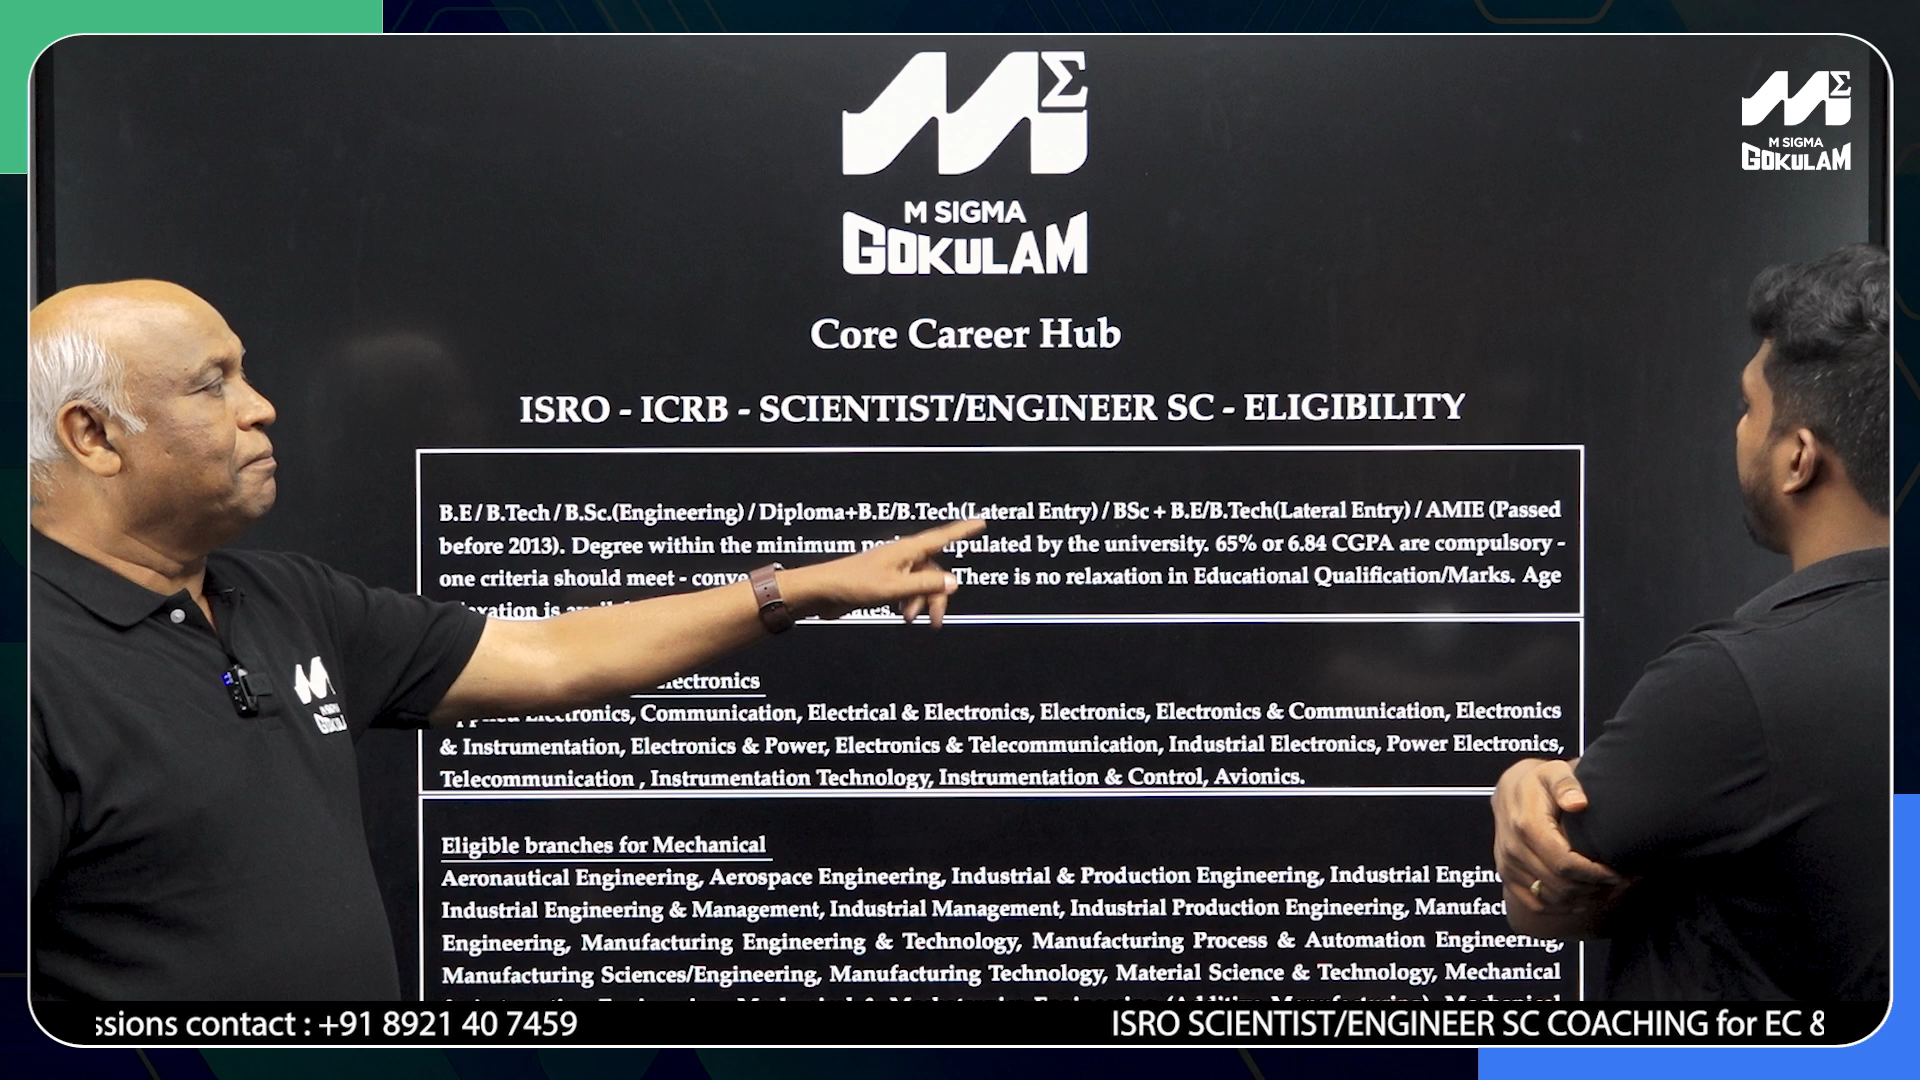 MΣ
M SIGMA
GOKULAM
MΣ
M SIGMA
GOKULAM
Core Career Hub
ISRO - ICRB - SCIENTIST/ENGINEER SC - ELIGIBILITY
B.E / B.Tech / B.Sc.(Engineering) / Diploma+B.E/B.Tech(Lateral Entry) / BSc + B.E/B.Tech(Lateral Entry) / AMIE (Passed
before 2013). Degree within the minimum by the university. 65% or 6.84 CGPA are compulsory -
one criteria should meet - There is no relaxation in Educational Qualification/Marks. Age
is
Electronics, Communication, Electrical & Electronics, Electronics, Electronics & Communication, Electronics
& Instrumentation, Electronics & Power, Electronics & Telecommunication, Industrial Electronics, Power Electronics,
Telecommunication , Instrumentation Technology, Instrumentation & Control, Avionics.
Eligible branches for Mechanical
Aeronautical Engineering, Aerospace Engineering, Industrial & Production Engineering, Industrial
Industrial Engineering & Management, Industrial Management, Industrial Production Engineering,
Engineering, Manufacturing Engineering & Technology, Manufacturing Process & Automation Engineering,
Manufacturing Sciences/Engineering, Manufacturing Technology, Material Science & Technology, Mechanical
M SIGMA
ssions contact : +91 8921 40 7459
ISRO SCIENTIST/ENGINEER SC COACHING for EC &